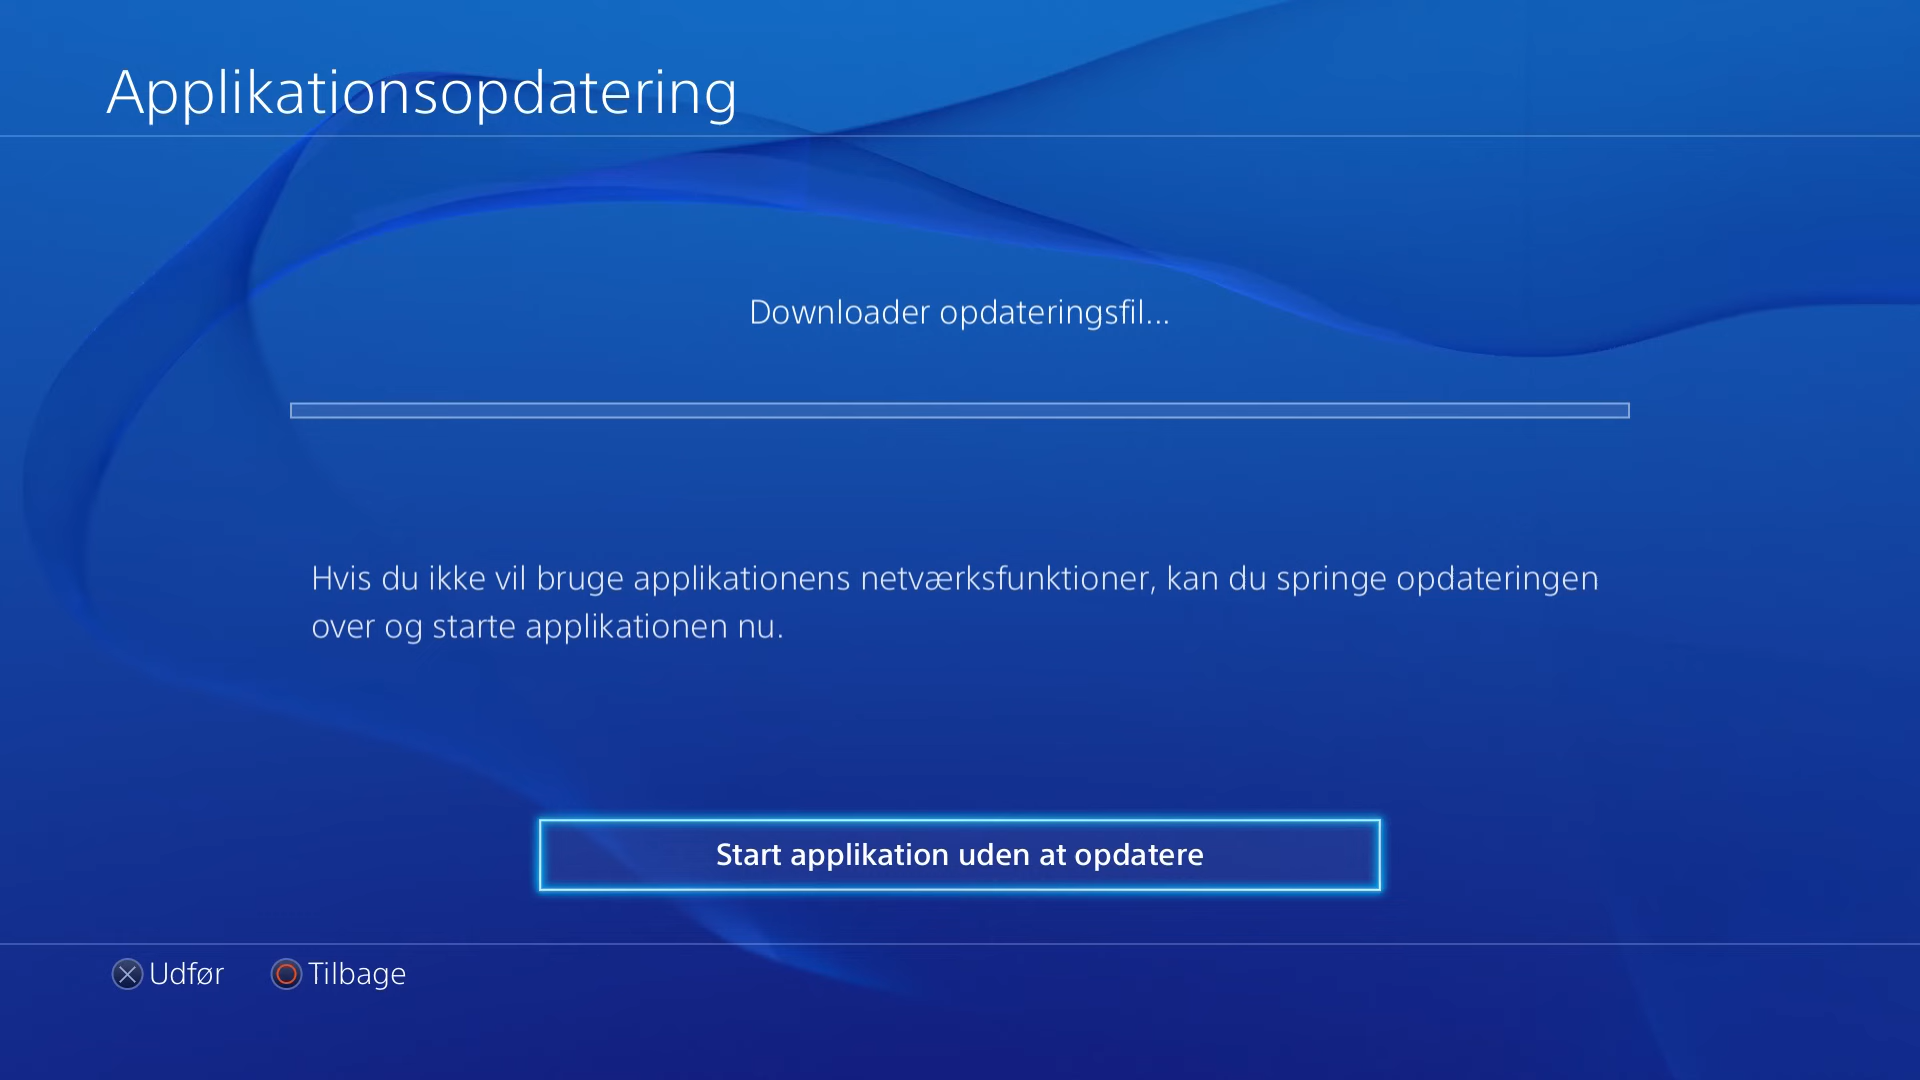 Applikationsopdatering
Downloader opdateringsfil...
Hvis du ikke vil bruge applikationens netværksfunktioner, kan du springe opdateringen
over og starte applikationen nu.
Start applikation uden at opdatere
Udfør Tilbage